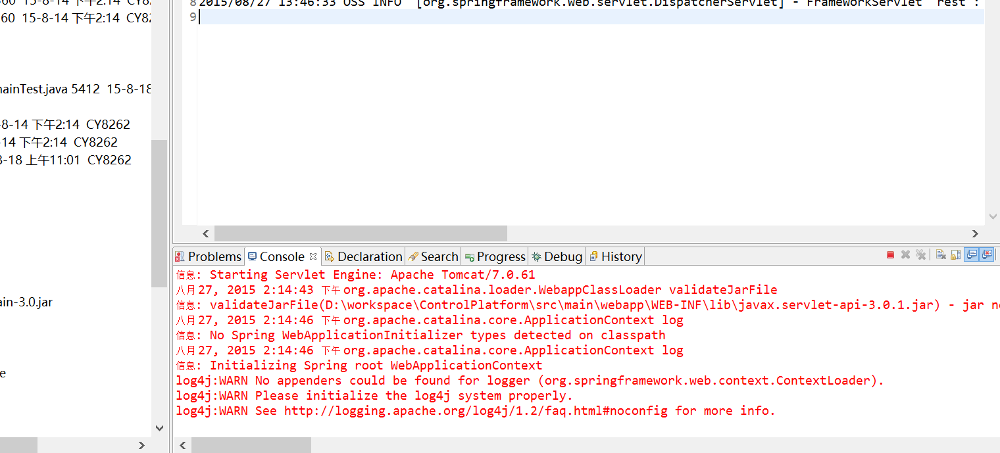 60 15-8-14 下午2:14 CY82
60 15-8-14 下午2:14 CY82
nainTest.java 5412 15-8-18
-8-14 下午2:14 CY8262
-14 下午2:14 CY8262
8-18 上午11:01 CY8262
ain-3.0.jar
e
8 2015/08/27 13:46:33 OSS INFO [org.springframework.web.servlet.DispatcherServlet] - FrameworkServlet 'rest':
9
Problems Console Declaration Search Progress Debug History
信息: Starting Servlet Engine: Apache Tomcat/7.0.61
八月 27, 2015 2:14:43 下午 org.apache.catalina.loader.WebappClassLoader validateJarFile
信息: validateJarFile(D:\workspace\ControlPlatform\src\main\webapp\WEB-INF\lib\javax.servlet-api-3.0.1.jar) - jar no
八月 27, 2015 2:14:46 下午 org.apache.catalina.core.ApplicationContext log
信息: No Spring WebApplicationInitializer types detected on classpath
八月 27, 2015 2:14:46 下午 org.apache.catalina.core.ApplicationContext log
信息: Initializing Spring root WebApplicationContext
log4j:WARN No appenders could be found for logger (org.springframework.web.context.ContextLoader).
log4j:WARN Please initialize the log4j system properly.
log4j:WARN See http://logging.apache.org/log4j/1.2/faq.html#noconfig for more info.